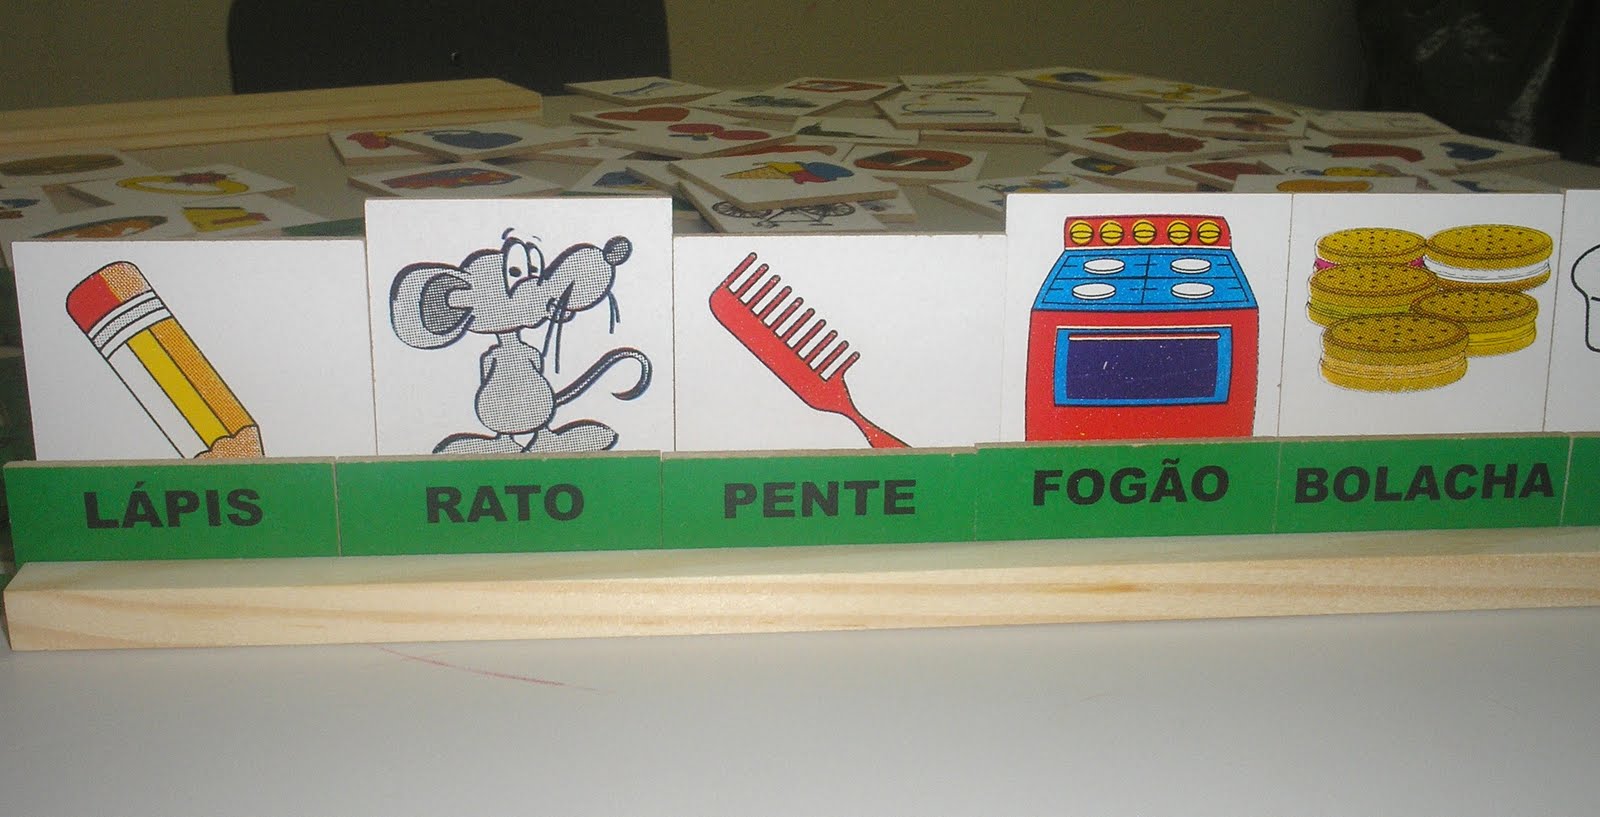 LÁPIS
RATO
PENTE
FOGÃO
BOLACHA